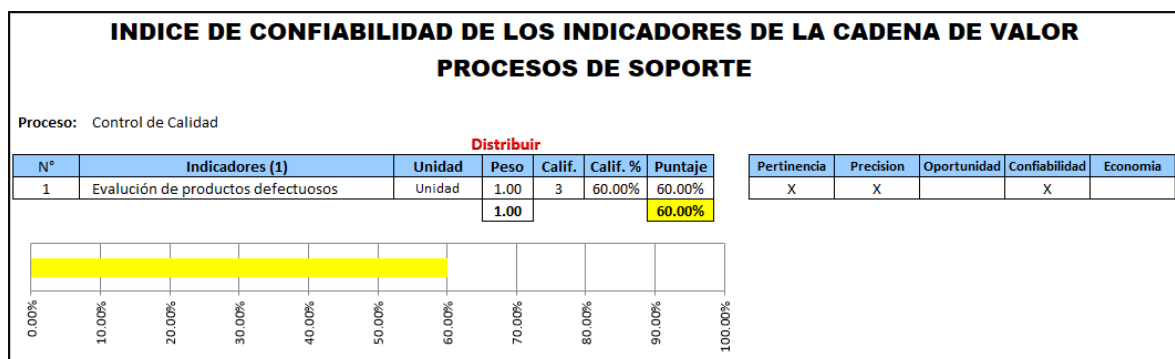 INDICE DE CONFIABILIDAD DE LOS INDICADORES DE LA CADENA DE VALOR
PROCESOS DE SOPORTE
Proceso: Control de Calidad
Distribuir
N° Indicadores (1) Unidad Peso Calif. Calif. % Puntaje Pertinencia Precision Oportunidad Confiabilidad Economia
1 Evalución de productos defectuosos Unidad 1.00 3 60.00% 60.00% X X X
1.00 60.00%
0.00% 10.00% 20.00% 30.00% 40.00% 50.00% 60.00% 70.00% 80.00% 90.00% 100.00%